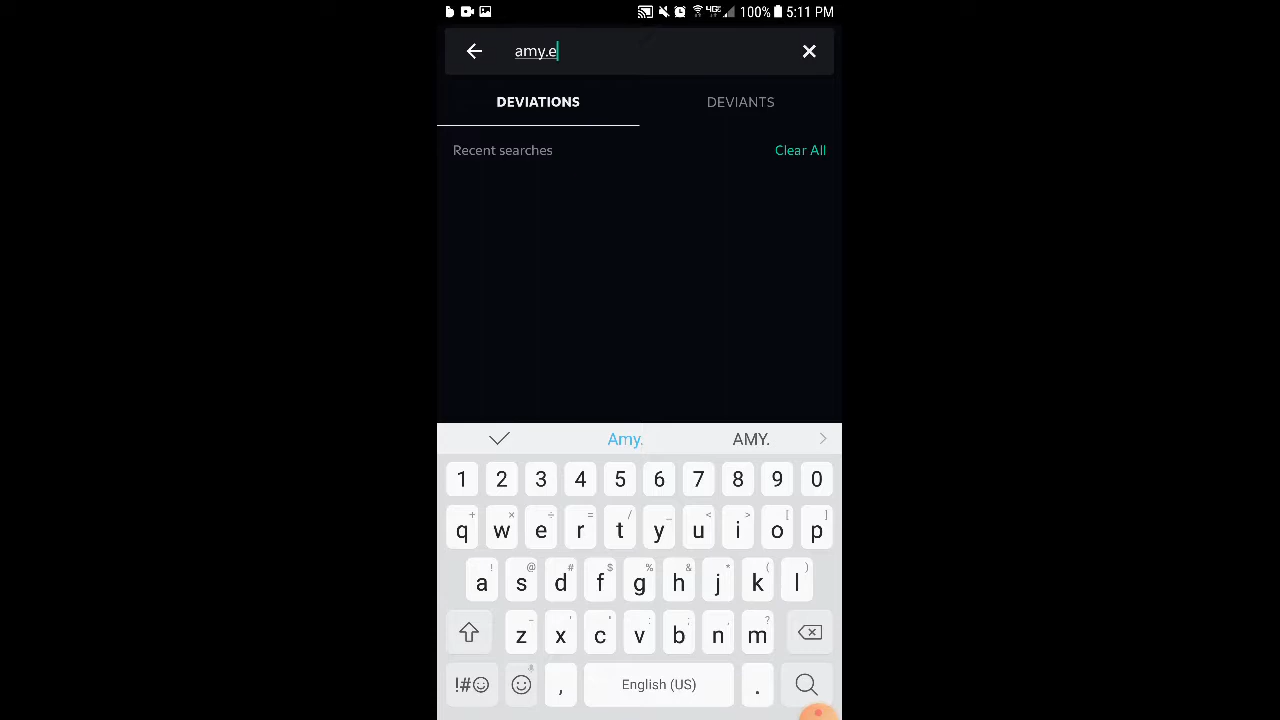 100% 5:11 PM
amy.e
DEVIATIONS DEVIANTS
Recent searches Clear All
Amy. AMY.
1 2 3 4 5 6 7 8 9 0
+ × ÷ = / _ < > [ ]
q w e r t y u i o p
! @ # $ % & * ( )
a s d f g h j k l
- ' " : ; , ?
z x c v b n m
!#☺ , English (US) .